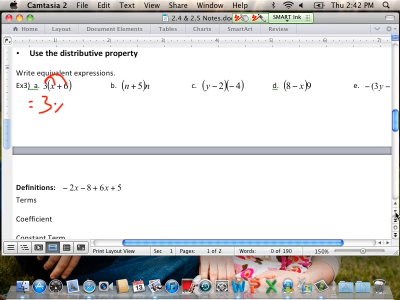 Camtasia 2 File Edit Help Thu 2:42 PM
Word File Edit View Insert Format Font Tools Table Window
2.4 & 2.5 Notes.doc
SMART Ink
Layout Document Elements Tables Charts SmartArt Review
• Use the distributive property
Write equivalent expressions.
Ex3) a. 3(x + 6) b. (n + 5)n c. (y − 2)(−4) d. (8 − x)9 e. −(3y −
= 3x
Definitions: −2x − 8 + 6x + 5
Terms
Coefficient
Constant Term
Print Layout View Sec 1 Pages: 1 of 2 Words: 0 of 190 150%